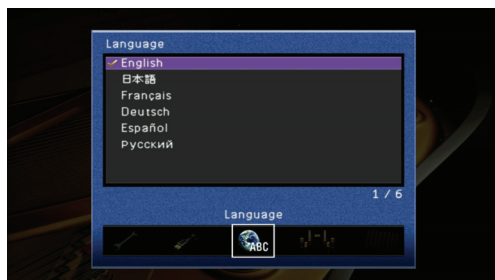 Language
English
日本語
Français
Deutsch
Español
Русский
1 / 6
Language
ABC